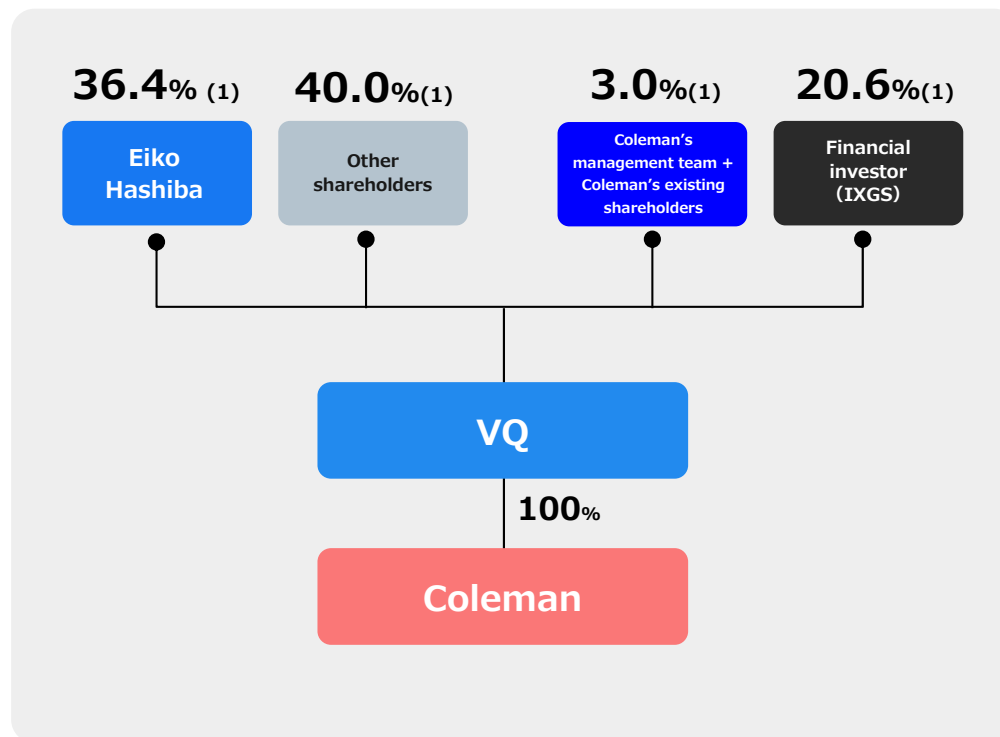 36.4% (1)
40.0%(1)
3.0%(1)
20.6%(1)
Eiko
Hashiba
Other
shareholders
Coleman’s
management team +
Coleman’s existing
shareholders
Financial
investor
(IXGS)
VQ
100%
Coleman